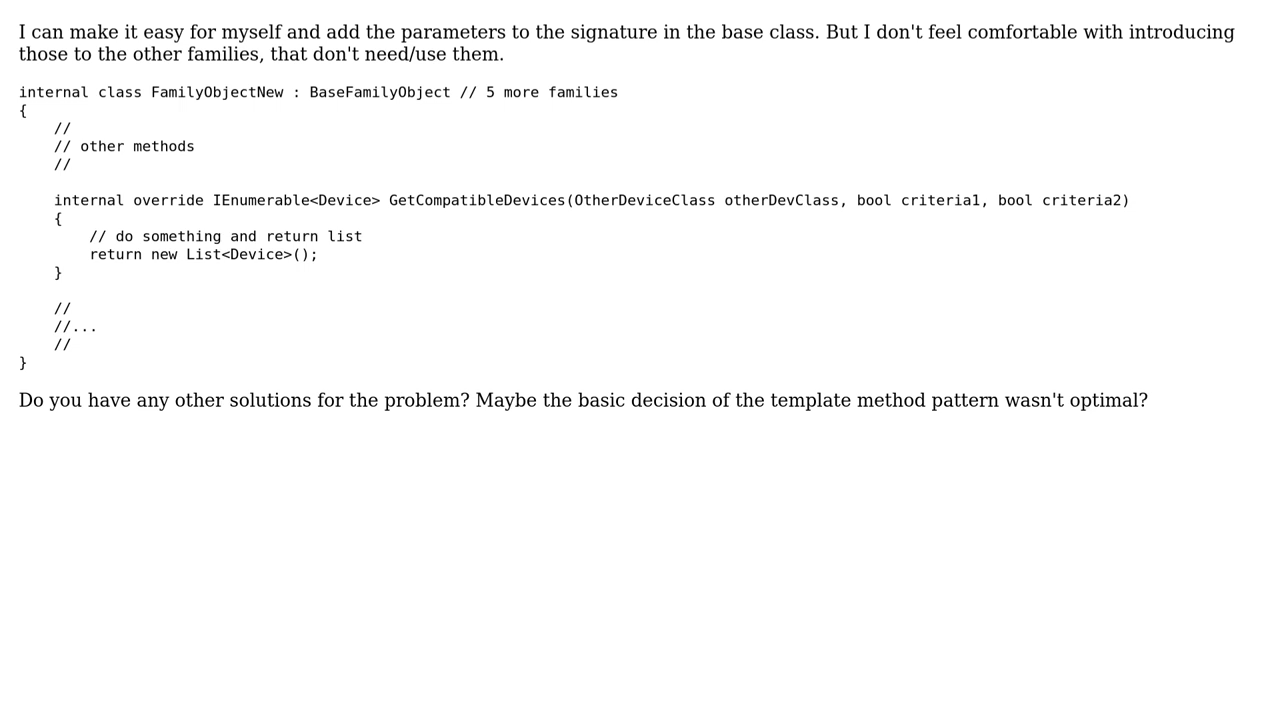 I can make it easy for myself and add the parameters to the signature in the base class. But I don't feel comfortable with introducing
those to the other families, that don't need/use them.
internal class FamilyObjectNew : BaseFamilyObject // 5 more families
{
    //
    // other methods
    //
    internal override IEnumerable<Device> GetCompatibleDevices(OtherDeviceClass otherDevClass, bool criteria1, bool criteria2)
    {
        // do something and return list
        return new List<Device>();
    }
    //
    //...
    //
}
Do you have any other solutions for the problem? Maybe the basic decision of the template method pattern wasn't optimal?